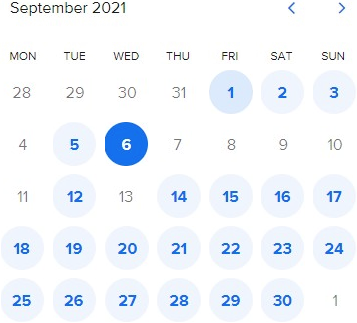 September 2021
MON TUE WED THU FRI SAT SUN
28 29 30 31 1 2 3
4 5 6 7 8 9 10
11 12 13 14 15 16 17
18 19 20 21 22 23 24
25 26 27 28 29 30 1